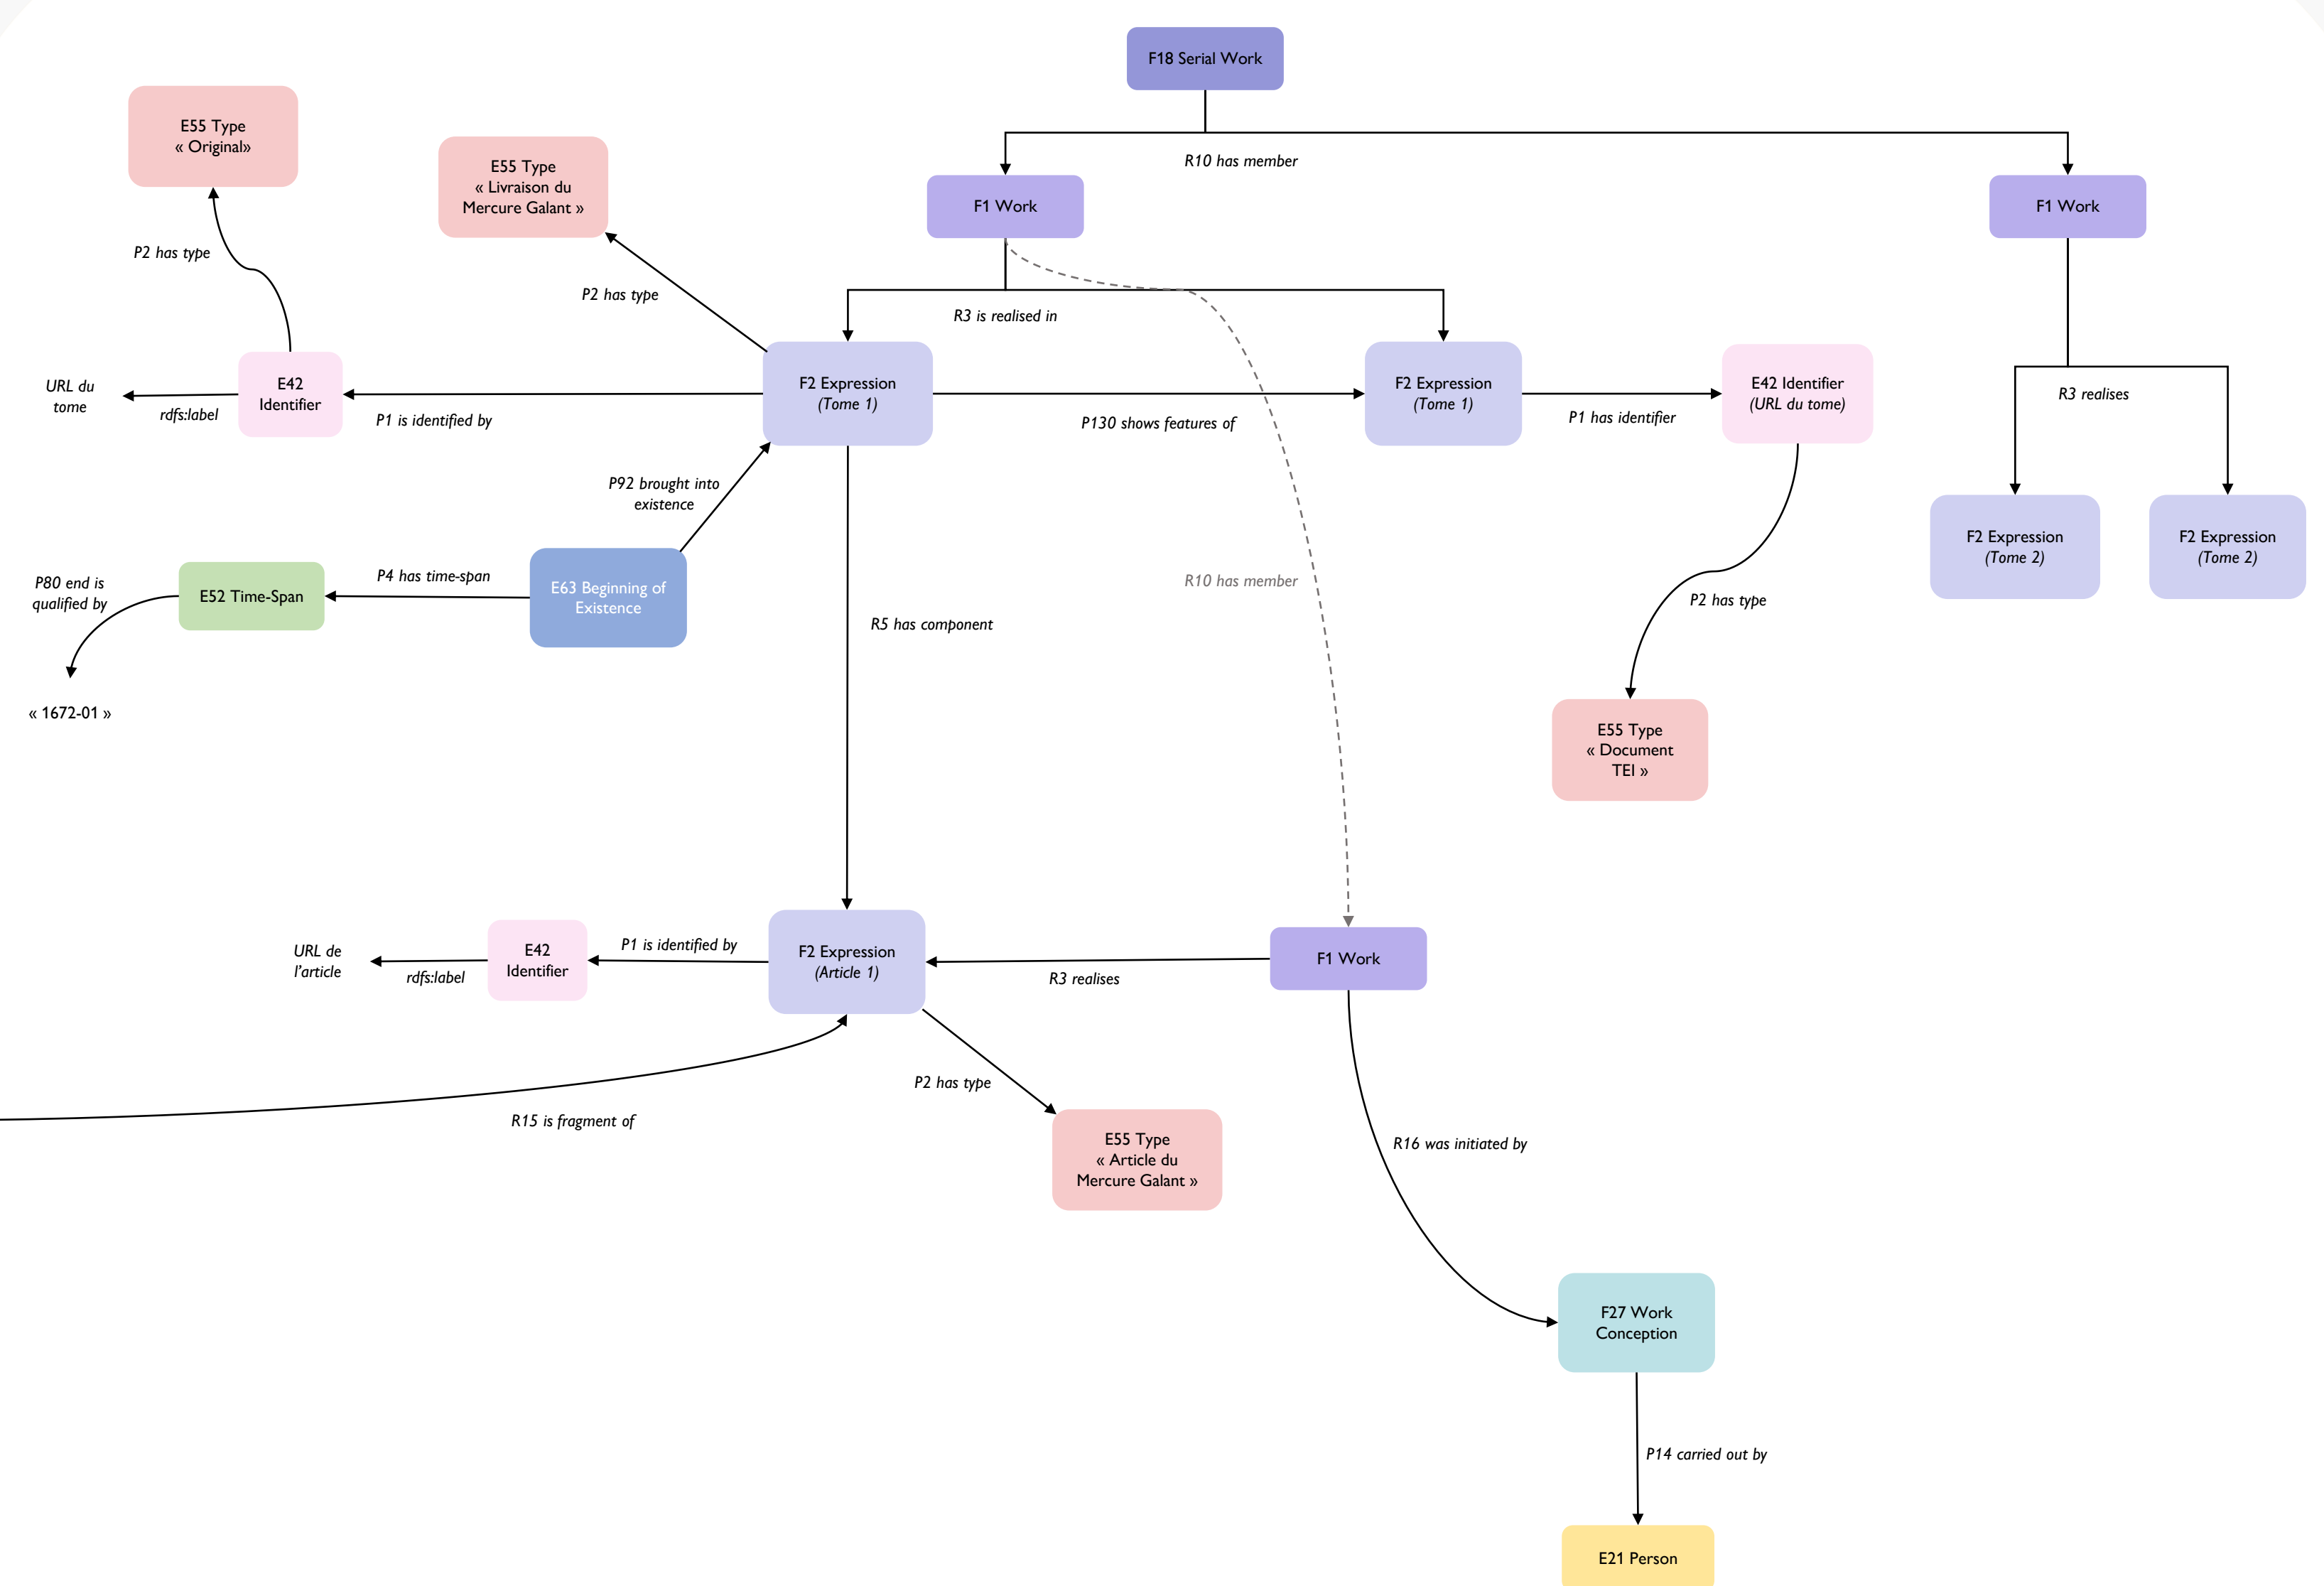 F18 Serial Work
R10 has member
E55 Type
« Original»
E55 Type
« Livraison du
Mercure Galant »
F1 Work
F1 Work
P2 has type
P2 has type
R3 is realised in
URL du
tome
rdfs:label
E42
Identifier
P1 is identified by
F2 Expression
(Tome 1)
P130 shows features of
F2 Expression
(Tome 1)
P1 has identifier
E42 Identifier
(URL du tome)
R3 realises
P92 brought into
existence
F2 Expression
(Tome 2)
F2 Expression
(Tome 2)
P80 end is
qualified by
E52 Time-Span
P4 has time-span
E63 Beginning of
Existence
R10 has member
P2 has type
R5 has component
« 1672-01 »
E55 Type
« Document
TEI »
URL de
l'article
rdfs:label
E42
Identifier
P1 is identified by
F2 Expression
(Article 1)
R3 realises
F1 Work
P2 has type
R15 is fragment of
E55 Type
« Article du
Mercure Galant »
R16 was initiated by
F27 Work
Conception
P14 carried out by
E21 Person